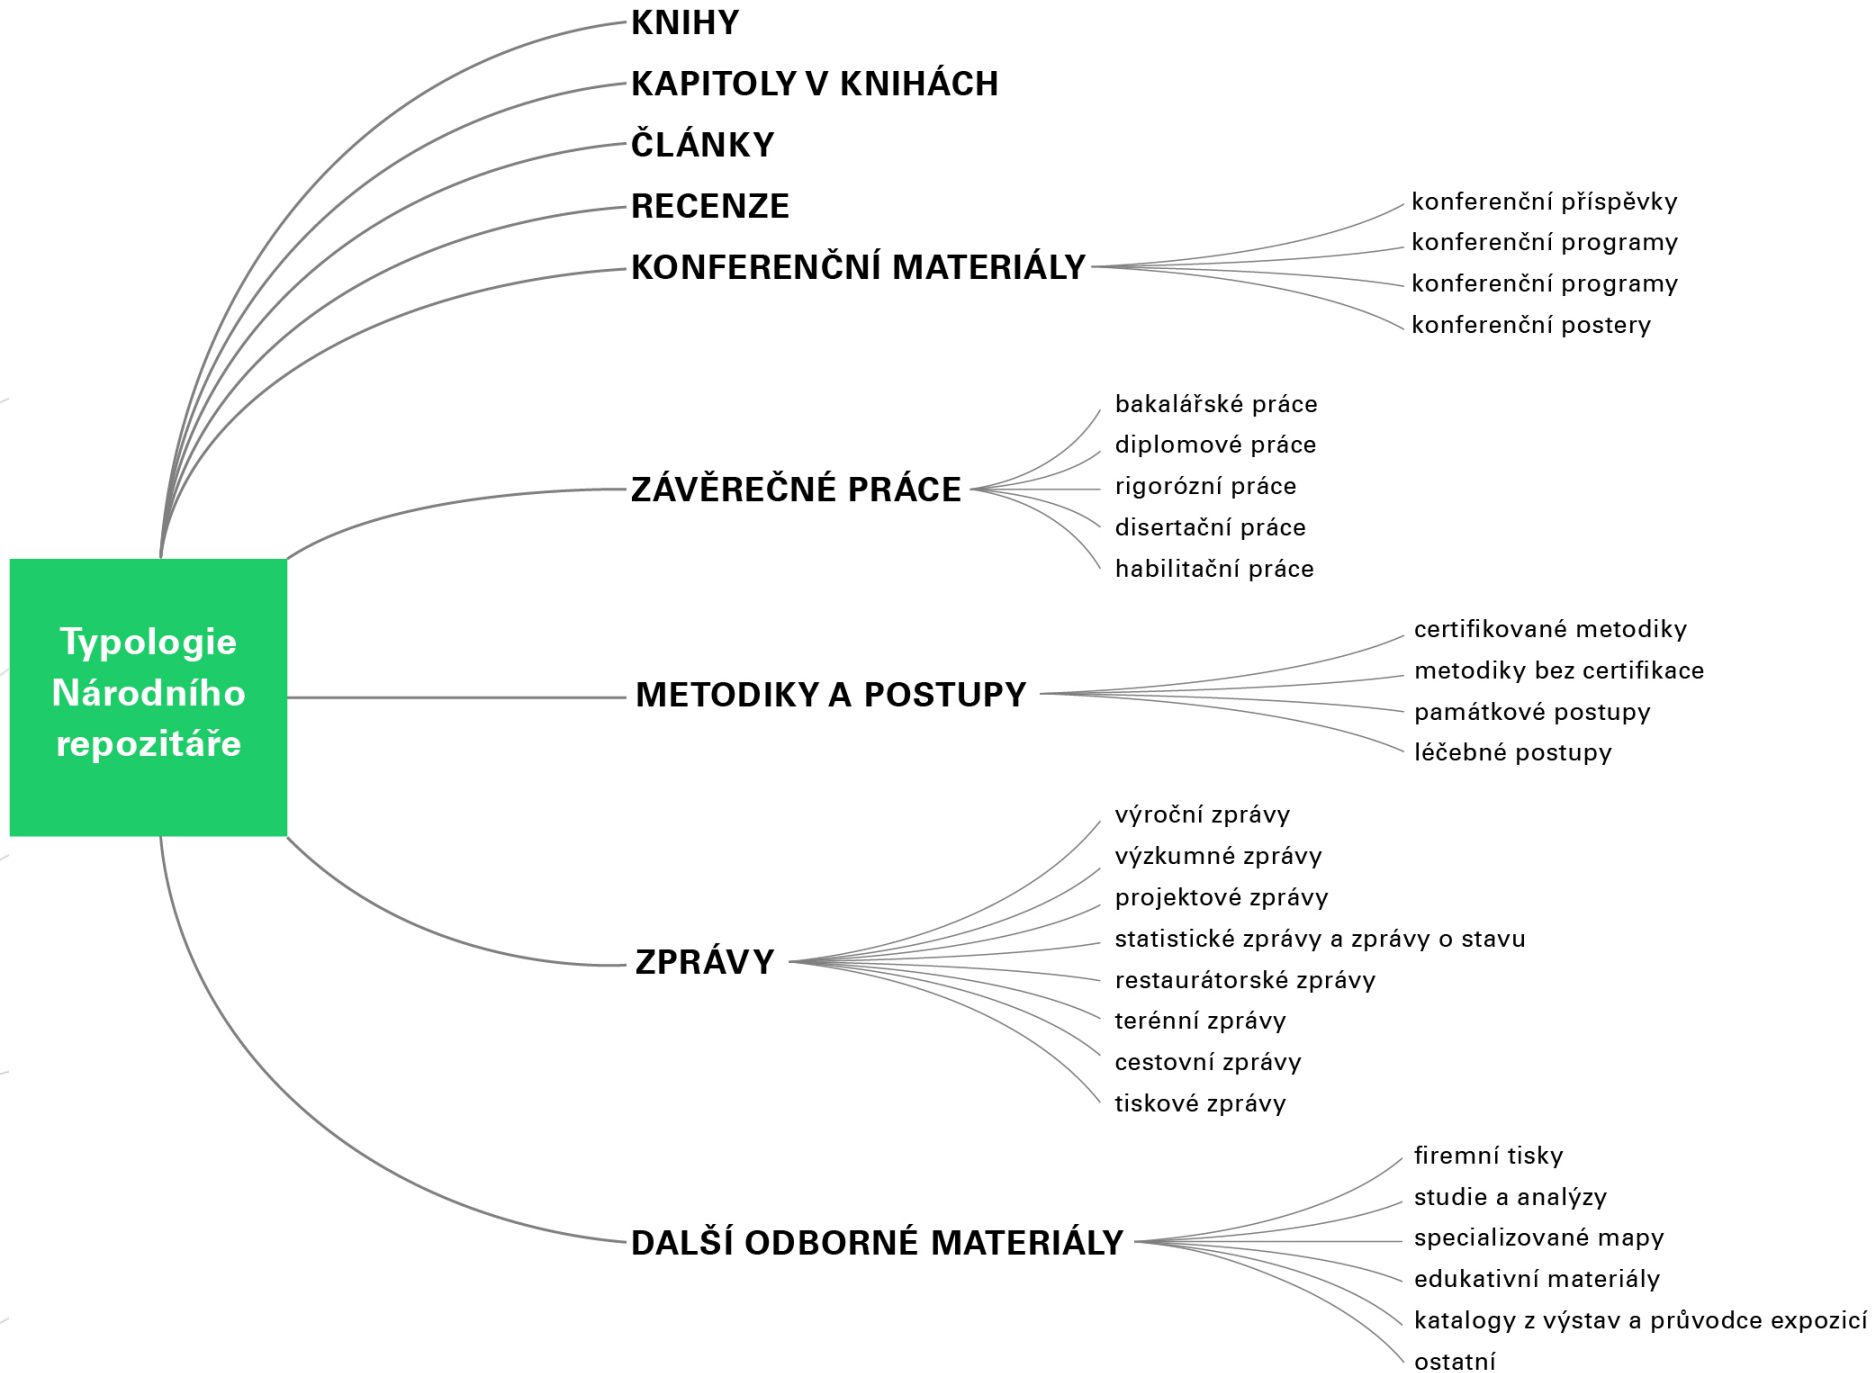 KNIHY
KAPITOLY V KNIHÁCH
ČLÁNKY
RECENZE
KONFERENČNÍ MATERIÁLY
konferenční příspěvky
konferenční programy
konferenční programy
konferenční postery
ZÁVĚREČNÉ PRÁCE
bakalářské práce
diplomové práce
rigorózní práce
disertační práce
habilitační práce
Typologie
Národního
repozitáře
METODIKY A POSTUPY
certifikované metodiky
metodiky bez certifikace
památkové postupy
léčebné postupy
ZPRÁVY
výroční zprávy
výzkumné zprávy
projektové zprávy
statistické zprávy a zprávy o stavu
restaurátorské zprávy
terénní zprávy
cestovní zprávy
tiskové zprávy
DALŠÍ ODBORNÉ MATERIÁLY
firemní tisky
studie a analýzy
specializované mapy
edukativní materiály
katalogy z výstav a průvodce expozicí
ostatní